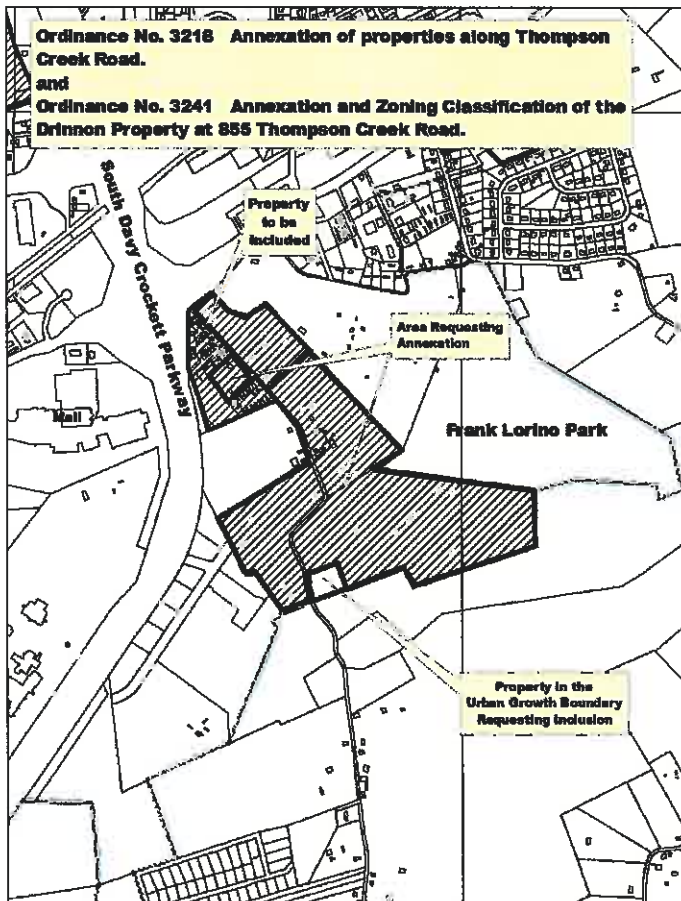 Ordinance No. 3218 Annexation of properties along Thompson
Creek Road.
and
Ordinance No. 3241 Annexation and Zoning Classification of the
Drinnon Property at 855 Thompson Creek Road.
South Davy Crockett Parkway
Property
to be
Included
Area Requesting
Annexation
Mall
Frank Lorino Park
Property in the
Urban Growth Boundary
Requesting Inclusion